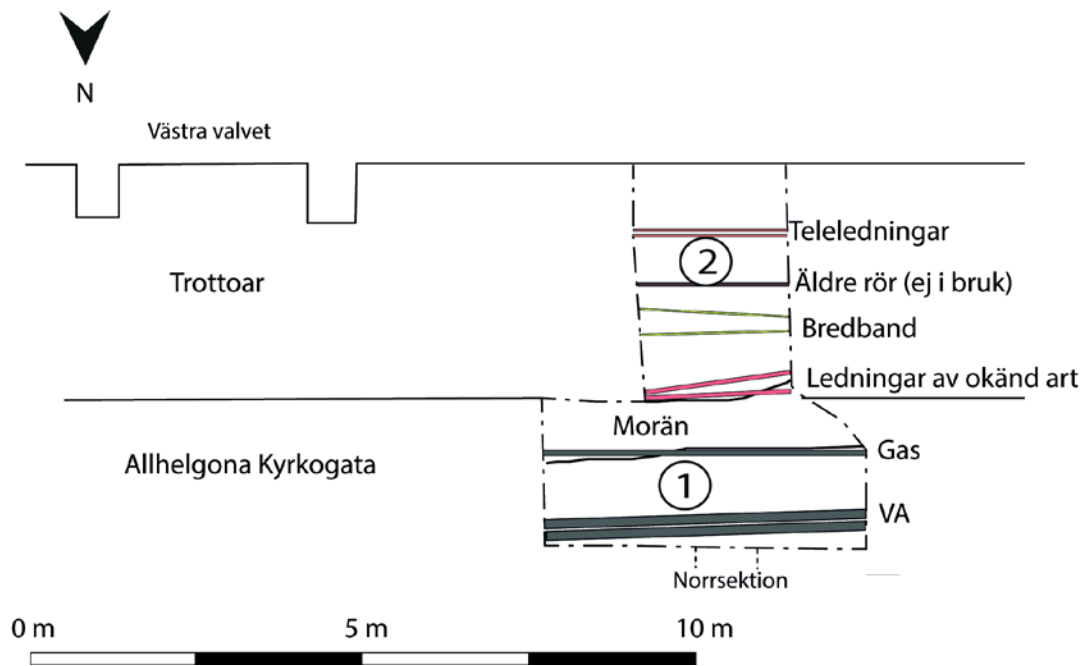 N
Västra valvet
Teleledningar
2
Trottoar
Äldre rör (ej i bruk)
Bredband
Ledningar av okänd art
Morän
Allhelgona Kyrkogata
Gas
1
VA
Norrsektion
0 m 5 m 10 m